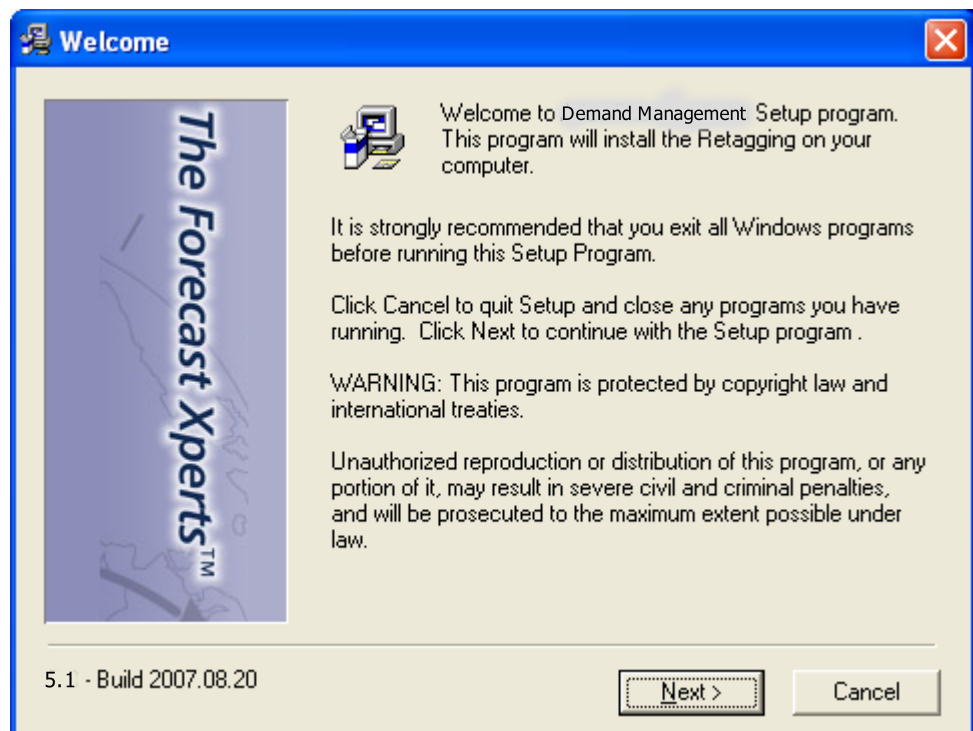 Welcome
The Forecast Xperts™
Welcome to Demand Management Setup program.
This program will install the Retagging on your
computer.
It is strongly recommended that you exit all Windows programs
before running this Setup Program.
Click Cancel to quit Setup and close any programs you have
running. Click Next to continue with the Setup program .
WARNING: This program is protected by copyright law and
international treaties.
Unauthorized reproduction or distribution of this program, or any
portion of it, may result in severe civil and criminal penalties,
and will be prosecuted to the maximum extent possible under
law.
5.1 - Build 2007.08.20
Next >
Cancel